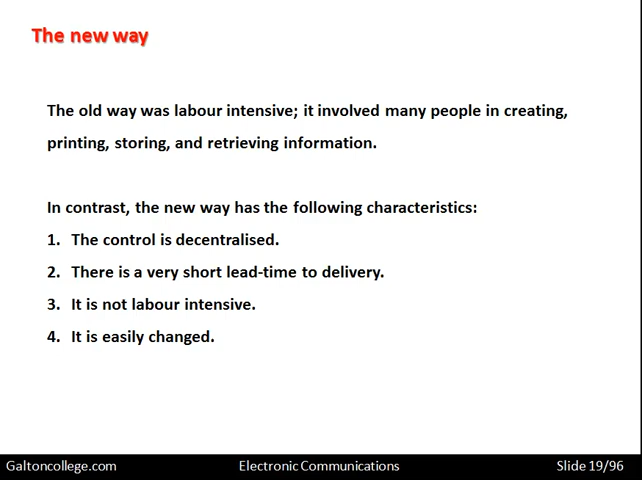 The new way
The old way was labour intensive; it involved many people in creating,
printing, storing, and retrieving information.
In contrast, the new way has the following characteristics:
1. The control is decentralised.
2. There is a very short lead-time to delivery.
3. It is not labour intensive.
4. It is easily changed.
Galtoncollege.com Electronic Communications Slide 19/96